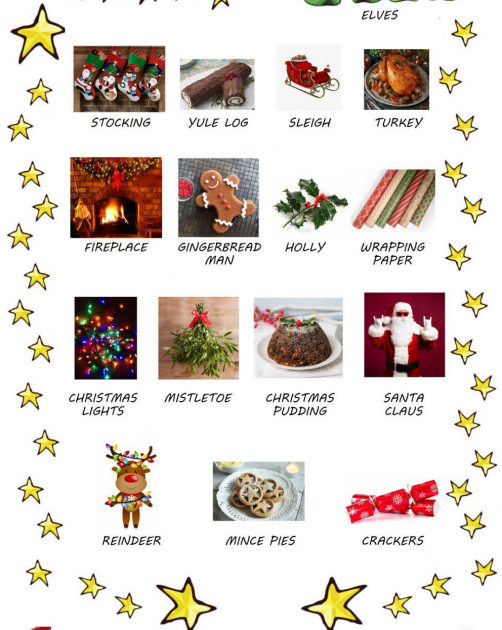 ELVES
STOCKING YULE LOG SLEIGH TURKEY
FIREPLACE GINGERBREAD MAN HOLLY WRAPPING PAPER
CHRISTMAS LIGHTS MISTLETOE CHRISTMAS PUDDING SANTA CLAUS
REINDEER MINCE PIES CRACKERS